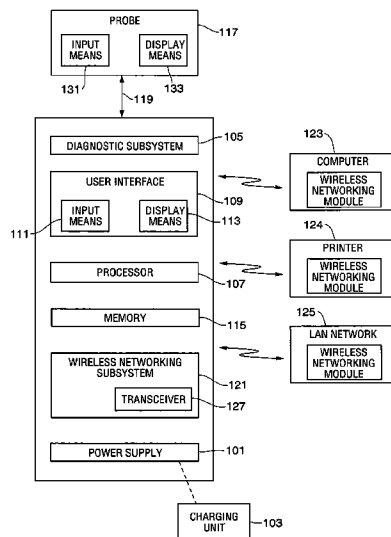 PROBE
117
INPUT
MEANS
DISPLAY
MEANS
131
133
119
105
DIAGNOSTIC SUBSYSTEM
USER INTERFACE
109
INPUT
MEANS
DISPLAY
MEANS
111
113
PROCESSOR
107
MEMORY
115
WIRELESS NETWORKING
SUBSYSTEM
121
TRANSCEIVER
127
POWER SUPPLY
101
CHARGING
UNIT
103
123
COMPUTER
WIRELESS
NETWORKING
MODULE
124
PRINTER
WIRELESS
NETWORKING
MODULE
125
LAN NETWORK
WIRELESS
NETWORKING
MODULE